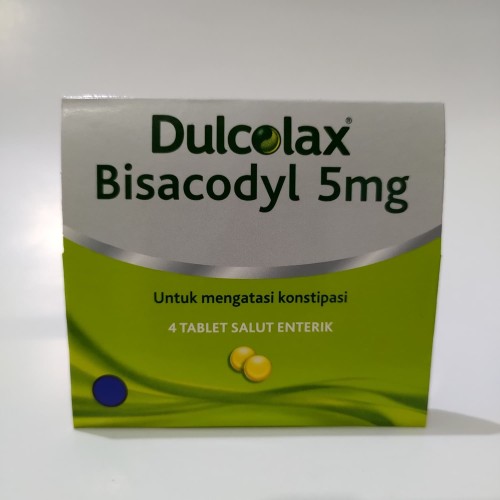 Dulcolax®
Bisacodyl 5mg
Untuk mengatasi konstipasi
4 TABLET SALUT ENTERIK